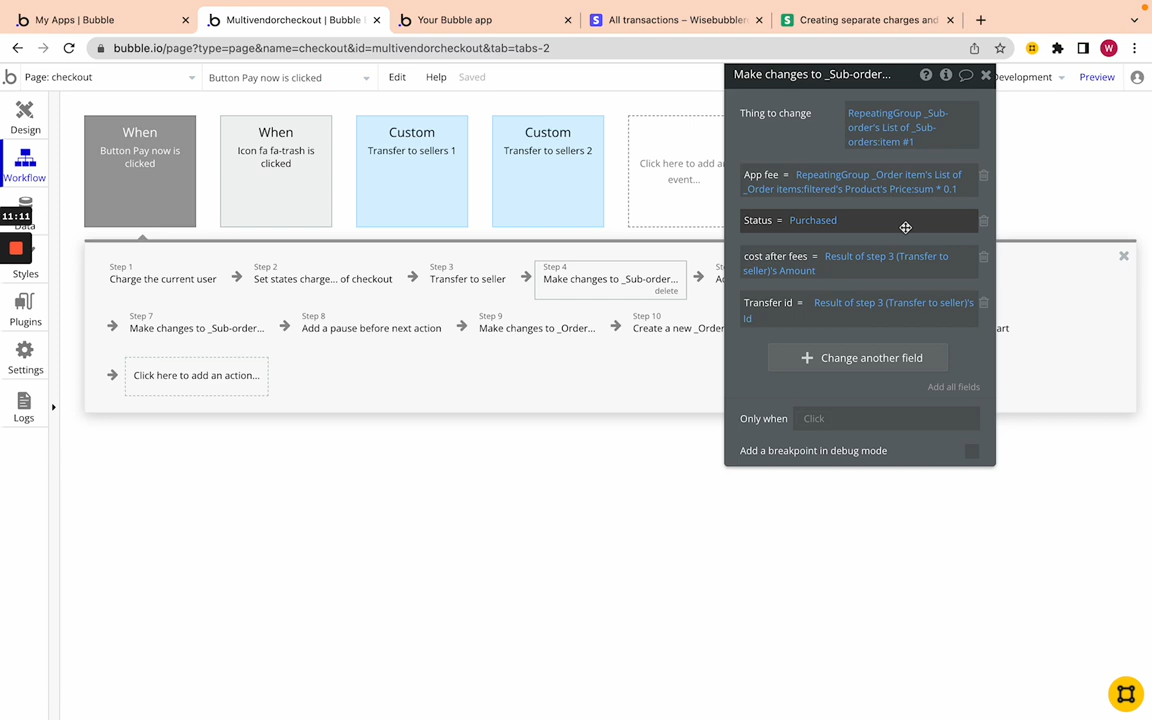 My Apps | Bubble
Multivendorcheckout | Bubble
Your Bubble app
All transactions – Wisebubbler
Creating separate charges and
bubble.io/page?type=page&name=checkout&id=multivendorcheckout&tab=tabs-2
W
Page: checkout
Button Pay now is clicked
Edit
Help
Saved
Make changes to _Sub-order...
Development
Preview
Design
Workflow
Data
11:11
Styles
Plugins
Settings
Logs
When
Button Pay now is
clicked
When
Icon fa fa-trash is
clicked
Custom
Transfer to sellers 1
Custom
Transfer to sellers 2
Click here to add a
event...
Step 1
Charge the current user
Step 2
Set states charge... of checkout
Step 3
Transfer to seller
Step 4
Make changes to _Sub-order...
delete
Step 7
Make changes to _Sub-order...
Step 8
Add a pause before next action
Step 9
Make changes to _Order...
Step 10
Create a new _Order
Click here to add an action...
Thing to change
RepeatingGroup _Sub-
order's List of _Sub-
orders:item #1
App fee = RepeatingGroup _Order item's List of
_Order items:filtered's Product's Price:sum * 0.1
Status = Purchased
cost after fees = Result of step 3 (Transfer to
seller)'s Amount
Transfer id = Result of step 3 (Transfer to seller)'s
id
Change another field
Add all fields
Only when
Click
Add a breakpoint in debug mode